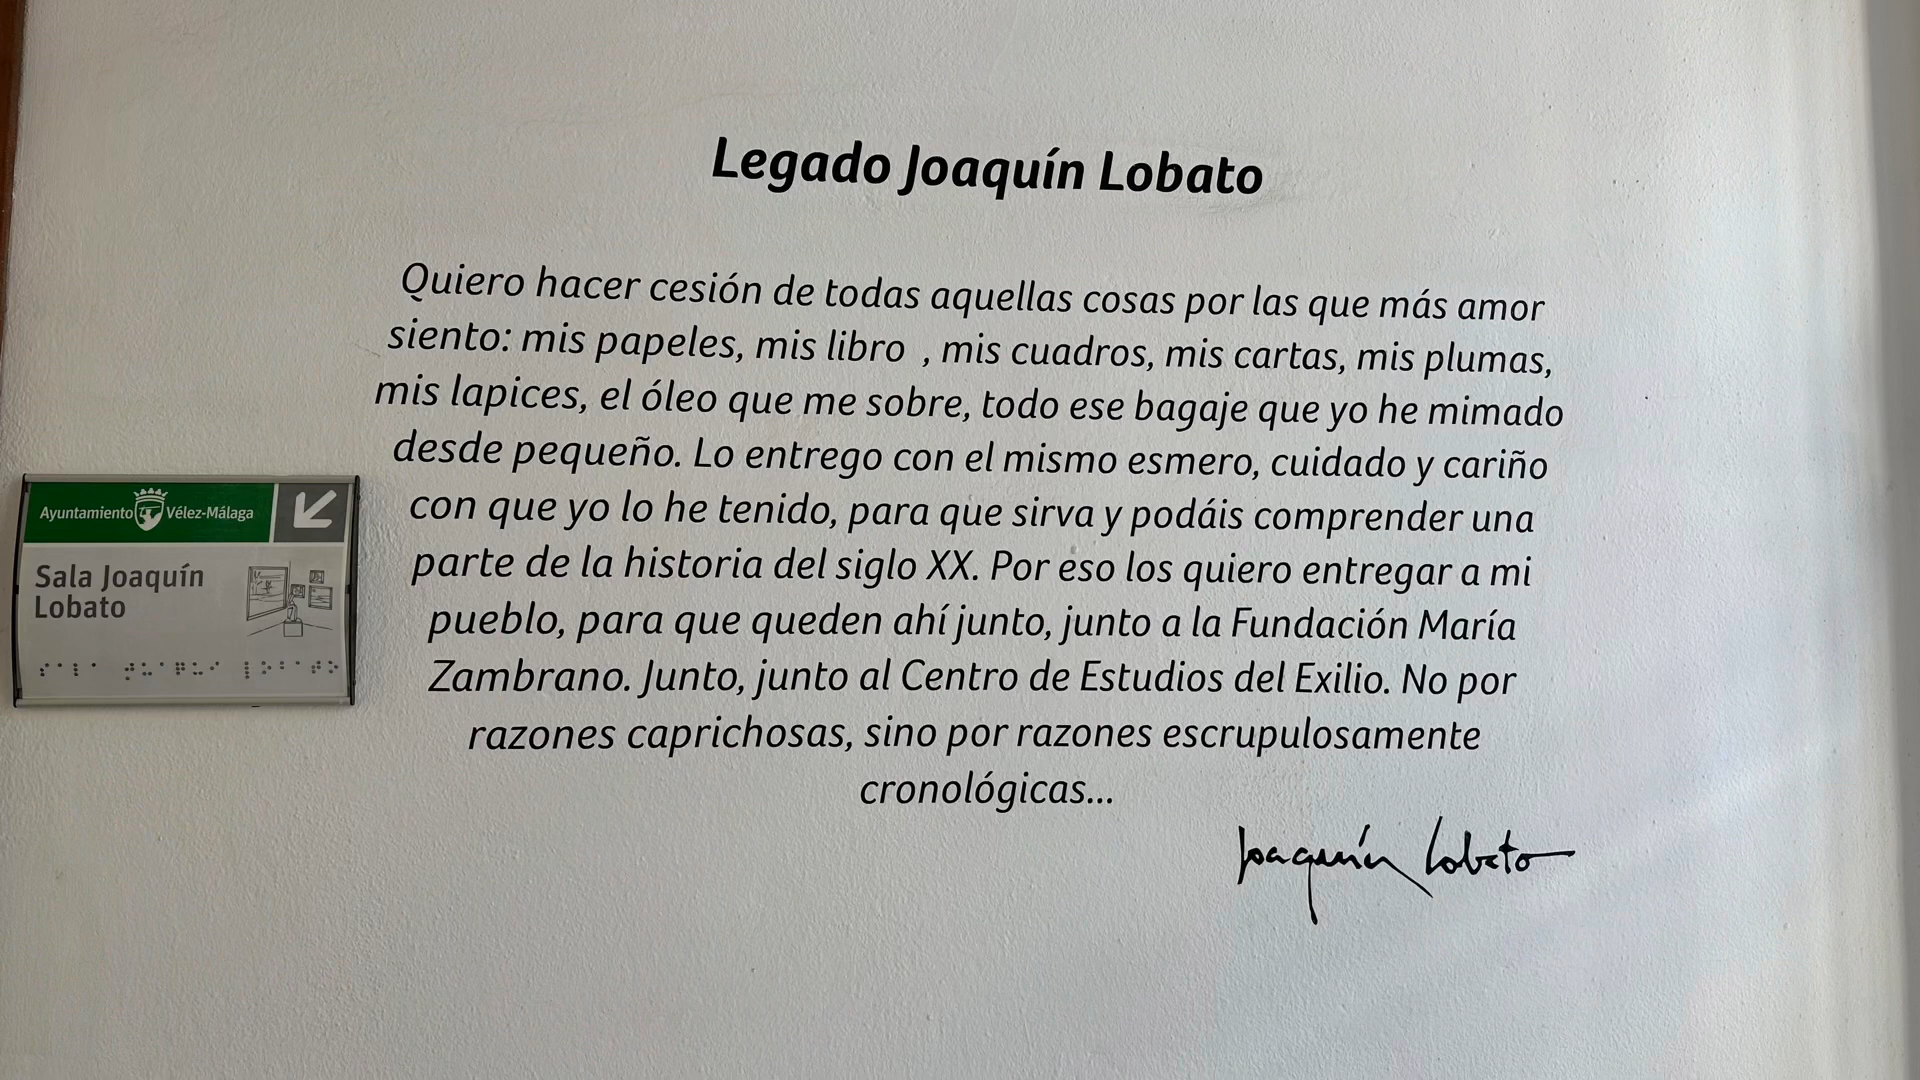 Legado Joaquín Lobato
Quiero hacer cesión de todas aquellas cosas por las que más amor
siento: mis papeles, mis libro , mis cuadros, mis cartas, mis plumas,
mis lapices, el óleo que me sobre, todo ese bagaje que yo he mimado
desde pequeño. Lo entrego con el mismo esmero, cuidado y cariño
con que yo lo he tenido, para que sirva y podáis comprender una
parte de la historia del siglo XX. Por eso los quiero entregar a mi
pueblo, para que queden ahí junto, junto a la Fundación María
Zambrano. Junto, junto al Centro de Estudios del Exilio. No por
razones caprichosas, sino por razones escrupulosamente
cronológicas...
Joaquín Lobato
Ayuntamiento Vélez-Málaga
Sala Joaquín
Lobato